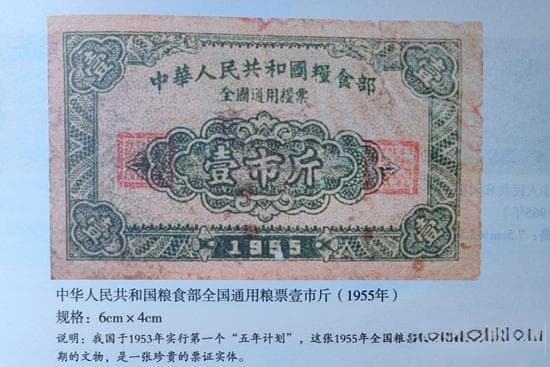 中華人民共和國糧食部
全國通用糧票
壹 壹
壹市斤
壹 壹
1955
中华人民共和国粮食部全国通用粮票壹市斤（1955年）
规格：6cm×4cm
说明：我国于1953年实行第一个“五年计划”，这张1955年全国粮票
期的文物，是一张珍贵的票证实体。